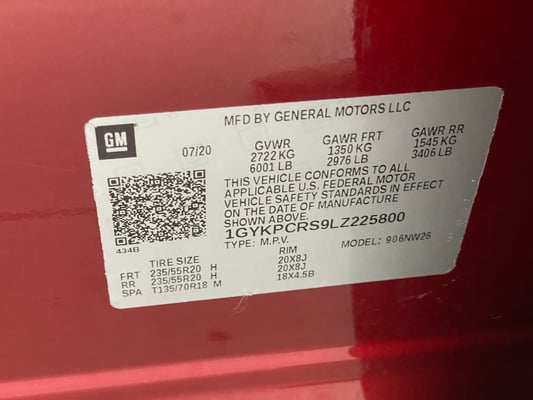 MFD BY GENERAL MOTORS LLC
GM
07/20
GVWR GAWR FRT GAWR RR
2722 KG 1350 KG 1545 KG
6001 LB 2976 LB 3406 LB
THIS VEHICLE CONFORMS TO ALL
APPLICABLE U.S. FEDERAL MOTOR
VEHICLE SAFETY STANDARDS IN EFFECT
ON THE DATE OF MANUFACTURE
SHOWN ABOVE.
1GYKPCRS9LZ225800
434B
TYPE: M.P.V. MODEL: 906NW26
TIRE SIZE RIM
FRT 235/55R20 H 20X8J
RR 235/55R20 H 20X8J
SPA T135/70R18 M 18X4.5B